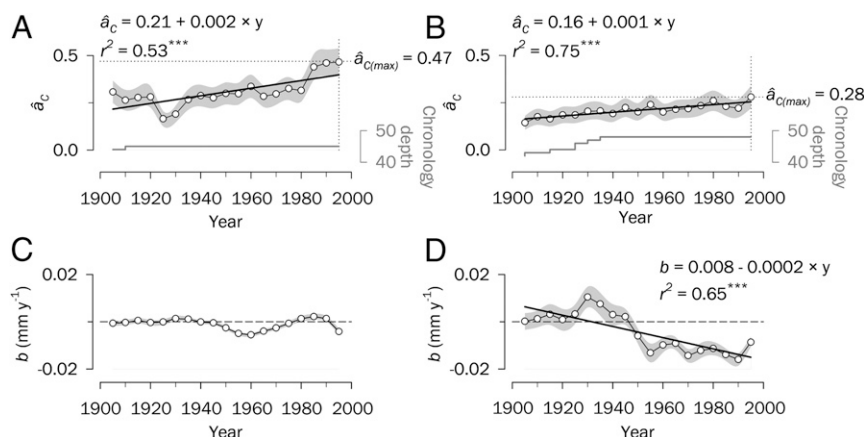 A
â_C = 0.21 + 0.002 × y
r² = 0.53***
â_C(max) = 0.47
â_C
0.5
0.0
Chronology
depth
50
40
1900 1920 1940 1960 1980 2000
Year
B
â_C = 0.16 + 0.001 × y
r² = 0.75***
â_C(max) = 0.28
â_C
0.5
0.0
Chronology
depth
50
40
1900 1920 1940 1960 1980 2000
Year
C
b (mm y⁻¹)
0.02
-0.02
1900 1920 1940 1960 1980 2000
Year
D
b = 0.008 - 0.0002 × y
r² = 0.65***
b (mm y⁻¹)
0.02
-0.02
1900 1920 1940 1960 1980 2000
Year